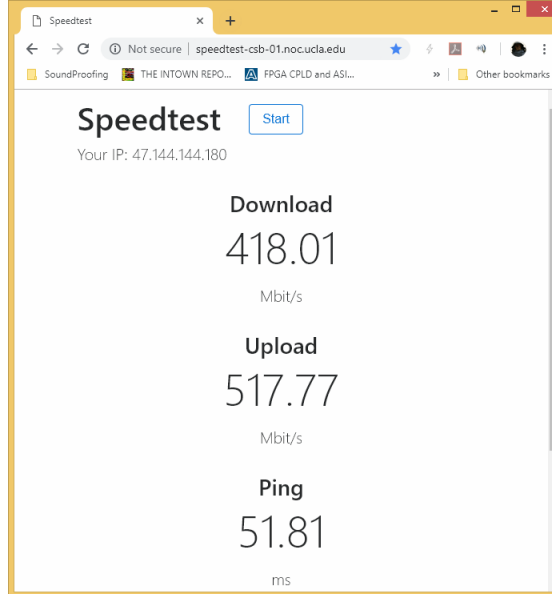 Speedtest
Not secure | speedtest-csb-01.noc.ucla.edu
SoundProofing THE INTOWN REPO... FPGA CPLD and ASI... » Other bookmarks
Speedtest Start
Your IP: 47.144.144.180
Download
418.01
Mbit/s
Upload
517.77
Mbit/s
Ping
51.81
ms